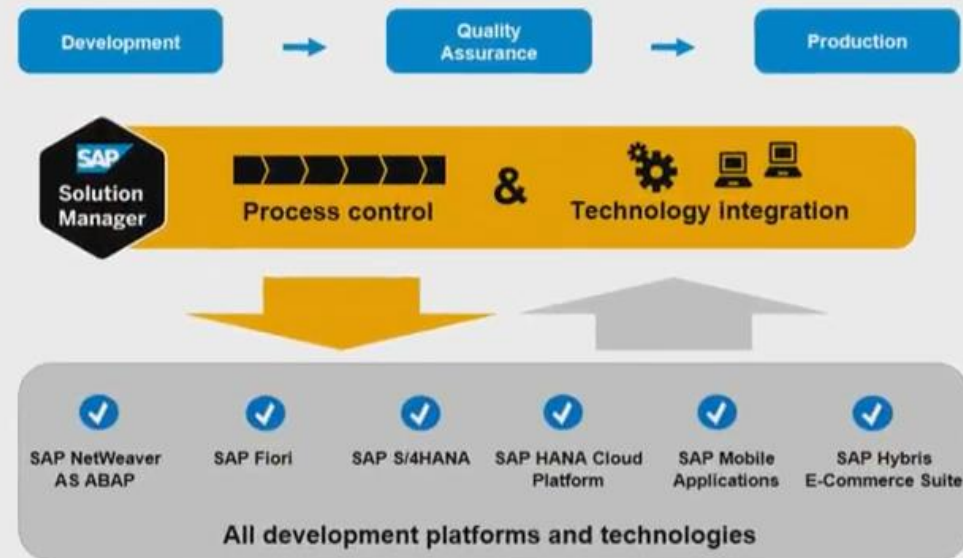 Development
Quality
Assurance
Production
SAP
Solution
Manager
Process control
&
Technology integration
SAP NetWeaver
AS ABAP
SAP Fiori
SAP S/4HANA
SAP HANA Cloud
Platform
SAP Mobile
Applications
SAP Hybris
E-Commerce Suite
All development platforms and technologies